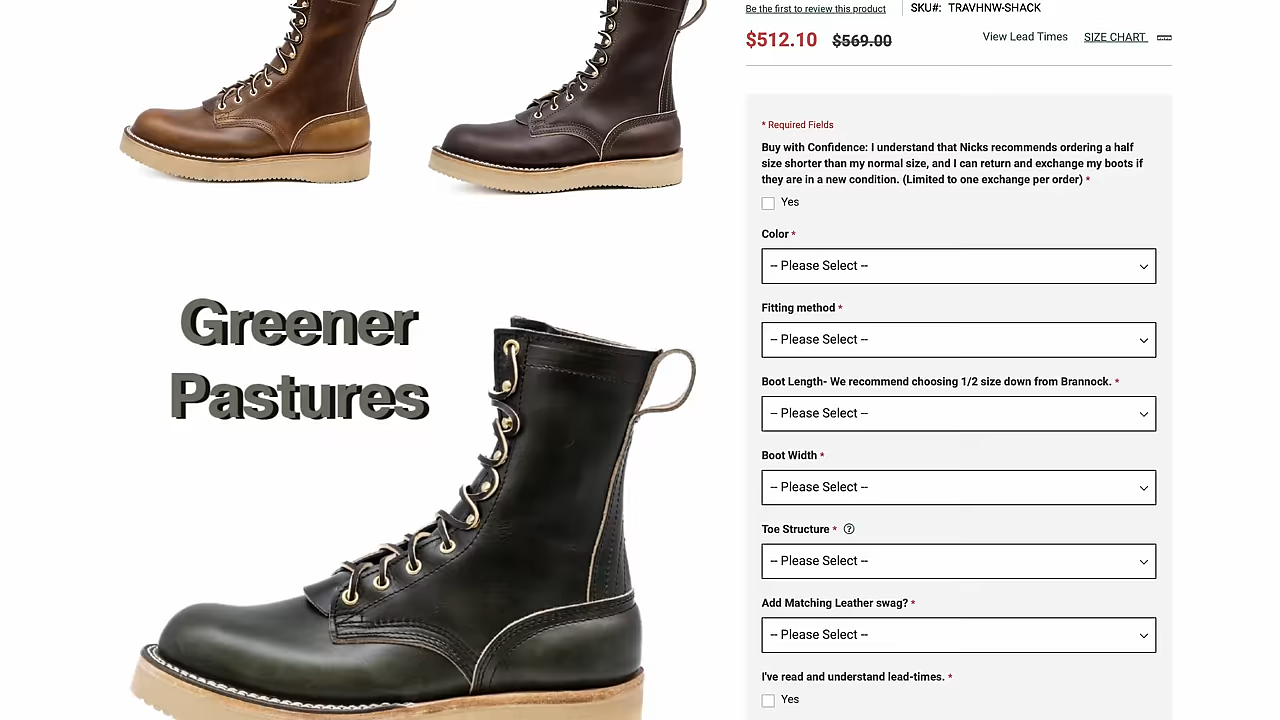 Be the first to review this product
SKU#: TRAVHNW-SHACK
$512.10 $569.00
View Lead Times
SIZE CHART
* Required Fields
Buy with Confidence: I understand that Nicks recommends ordering a half
size shorter than my normal size, and I can return and exchange my boots if
they are in a new condition. (Limited to one exchange per order) *
Yes
Color *
-- Please Select --
Fitting method *
-- Please Select --
Boot Length- We recommend choosing 1/2 size down from Brannock. *
-- Please Select --
Boot Width *
-- Please Select --
Toe Structure * ?
-- Please Select --
Add Matching Leather swag? *
-- Please Select --
I've read and understand lead-times. *
Yes
Greener
Pastures